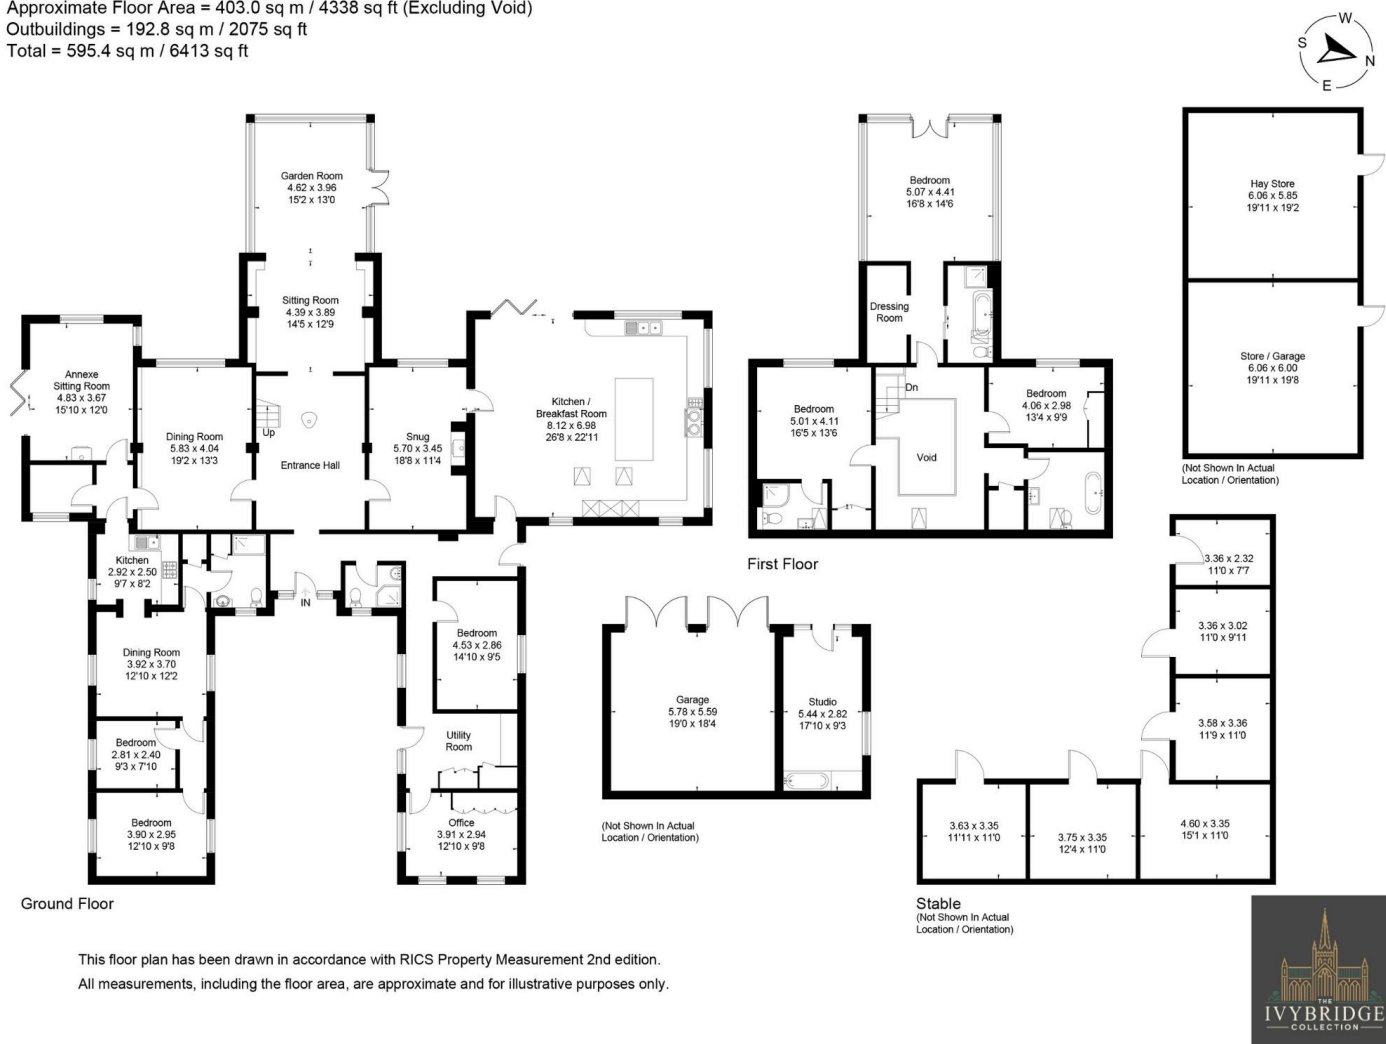 Approximate Floor Area = 403.0 sq m / 4338 sq ft (Excluding Void)
Outbuildings = 192.8 sq m / 2075 sq ft
Total = 595.4 sq m / 6413 sq ft
W
S
N
E
Garden Room
4.62 x 3.96
15'2 x 13'0
Sitting Room
4.39 x 3.89
14'5 x 12'9
Annexe
Sitting Room
4.83 x 3.67
15'10 x 12'0
Dining Room
5.83 x 4.04
19'2 x 13'3
Up
Entrance Hall
Snug
5.70 x 3.45
18'8 x 11'4
Kitchen /
Breakfast Room
8.12 x 6.98
26'8 x 22'11
Kitchen
2.92 x 2.50
9'7 x 8'2
IN
Dining Room
3.92 x 3.70
12'10 x 12'2
Bedroom
4.53 x 2.86
14'10 x 9'5
Bedroom
2.81 x 2.40
9'3 x 7'10
Utility
Room
Bedroom
3.90 x 2.95
12'10 x 9'8
Office
3.91 x 2.94
12'10 x 9'8
Ground Floor
Bedroom
5.07 x 4.41
16'8 x 14'6
Dressing
Room
Dn
Bedroom
5.01 x 4.11
16'5 x 13'6
Void
Bedroom
4.06 x 2.98
13'4 x 9'9
First Floor
Garage
5.78 x 5.59
19'0 x 18'4
Studio
5.44 x 2.82
17'10 x 9'3
(Not Shown In Actual
Location / Orientation)
Hay Store
6.06 x 5.85
19'11 x 19'2
Store / Garage
6.06 x 6.00
19'11 x 19'8
(Not Shown In Actual
Location / Orientation)
3.36 x 2.32
11'0 x 7'7
3.36 x 3.02
11'0 x 9'11
3.58 x 3.36
11'9 x 11'0
3.63 x 3.35
11'11 x 11'0
3.75 x 3.35
12'4 x 11'0
4.60 x 3.35
15'1 x 11'0
Stable
(Not Shown In Actual
Location / Orientation)
This floor plan has been drawn in accordance with RICS Property Measurement 2nd edition.
All measurements, including the floor area, are approximate and for illustrative purposes only.
THE
IVYBRIDGE
COLLECTION